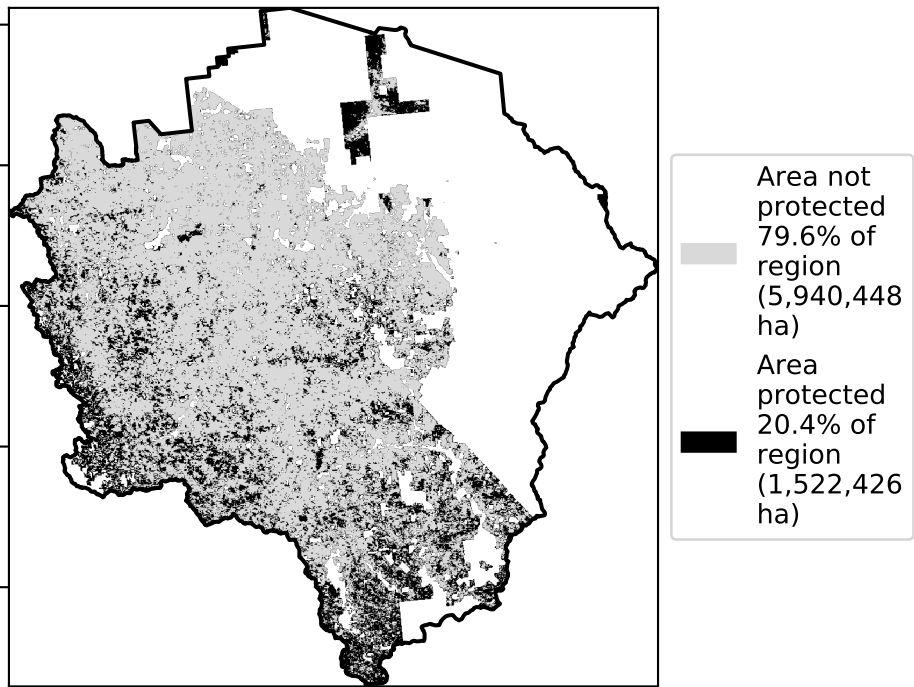 Area not
protected
79.6% of
region
(5,940,448
ha)
Area
protected
20.4% of
region
(1,522,426
ha)